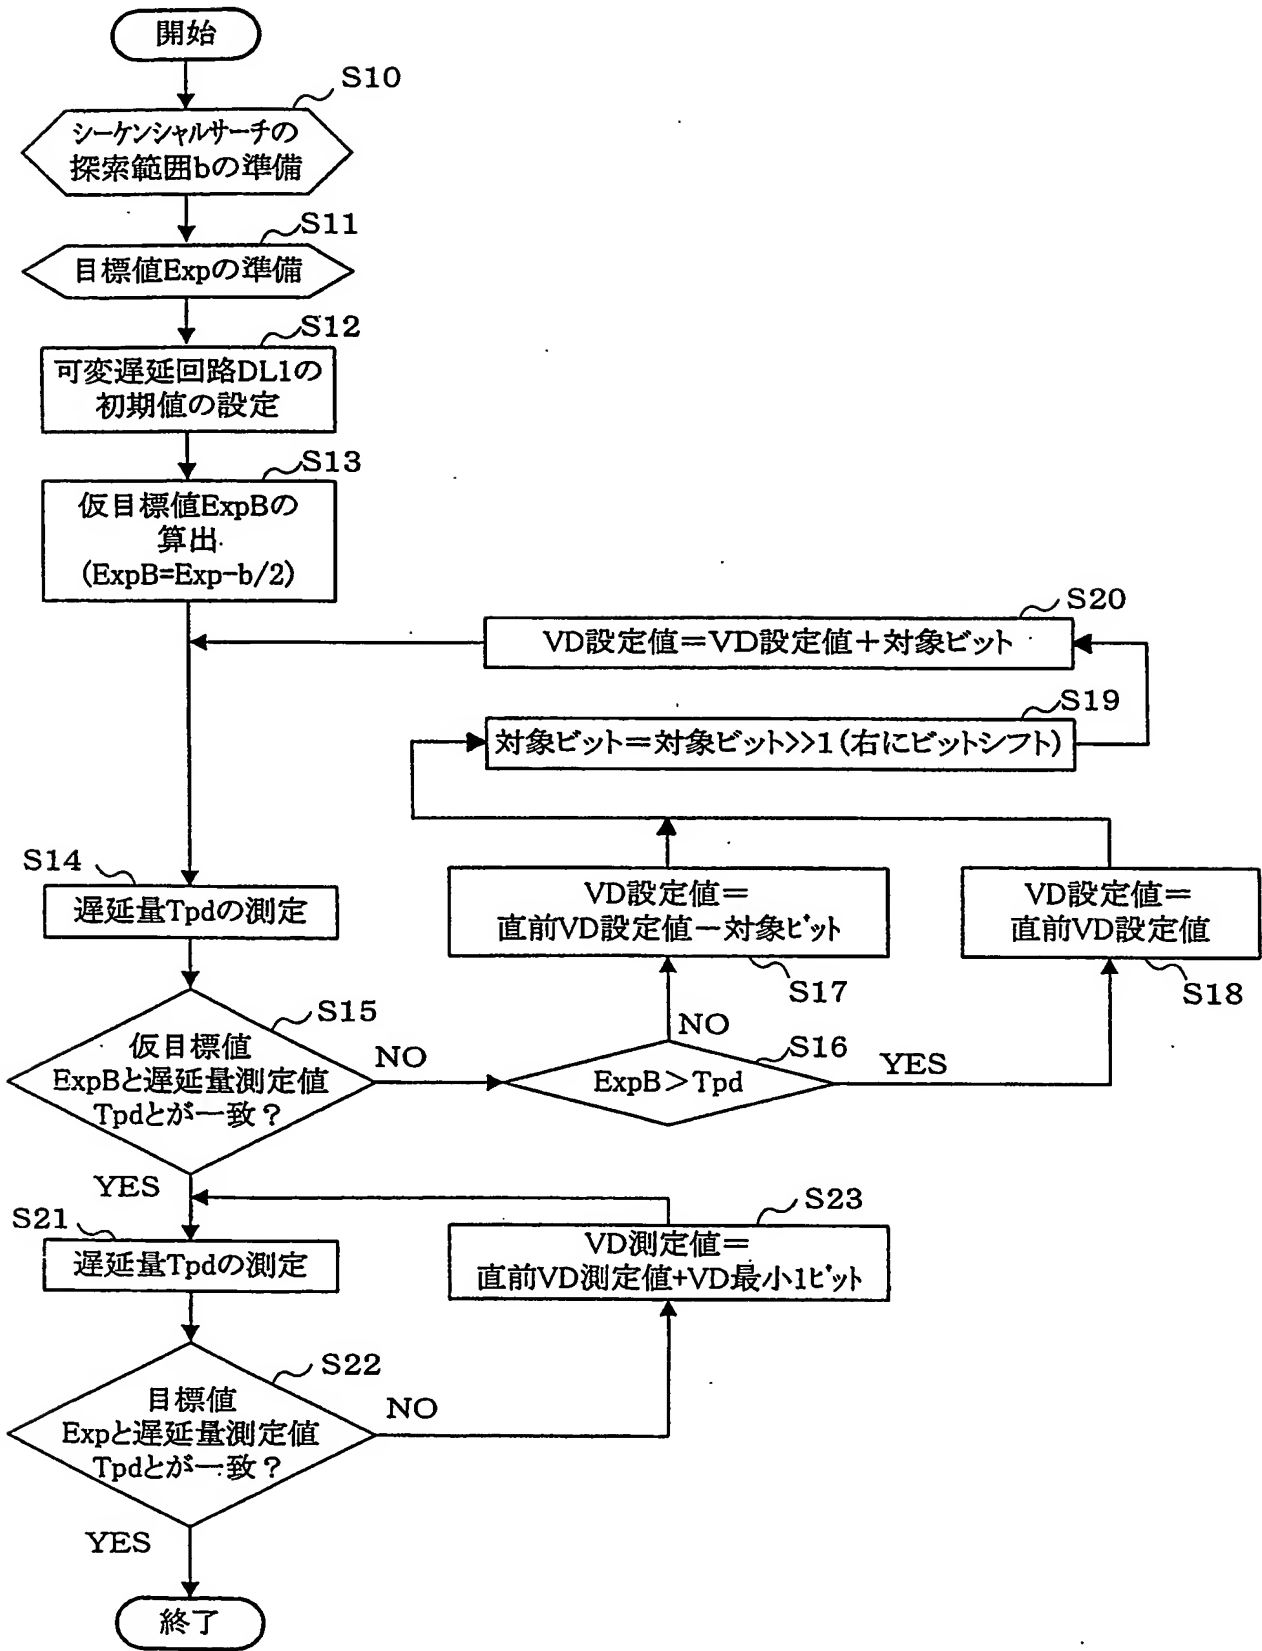 開始
S10
シーケンシャルサーチの
探索範囲bの準備
S11
目標値Expの準備
S12
可変遅延回路DL1の
初期値の設定
S13
仮目標値ExpBの
算出
(ExpB=Exp-b/2)
S20
VD設定値＝VD設定値＋対象ビット
S19
対象ビット＝対象ビット>>1(右にビットシフト)
S14
遅延量Tpdの測定
VD設定値＝
直前VD設定値－対象ビット
S17
VD設定値＝
直前VD設定値
S18
S15
仮目標値
ExpBと遅延量測定値
Tpdとが一致？
NO
NO
S16
ExpB＞Tpd
YES
YES
S21
遅延量Tpdの測定
S23
VD測定値＝
直前VD測定値+VD最小1ビット
S22
目標値
Expと遅延量測定値
Tpdとが一致？
NO
YES
終了